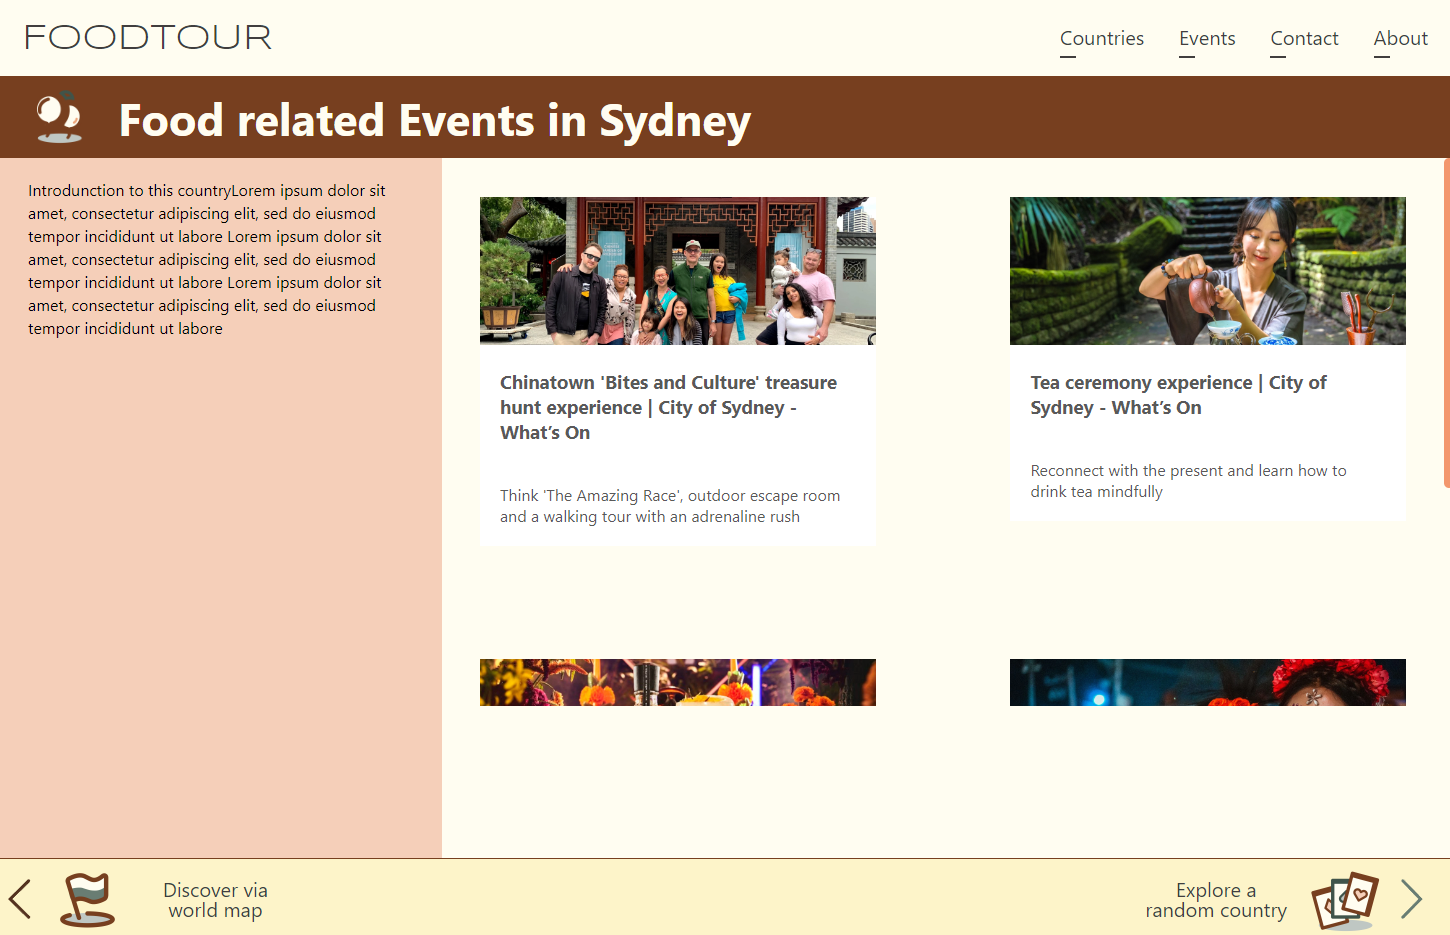 FOODTOUR
Countries
Events
Contact
About
Food related Events in Sydney
Introdunction to this countryLorem ipsum dolor sit
amet, consectetur adipiscing elit, sed do eiusmod
tempor incididunt ut labore Lorem ipsum dolor sit
amet, consectetur adipiscing elit, sed do eiusmod
tempor incididunt ut labore Lorem ipsum dolor sit
amet, consectetur adipiscing elit, sed do eiusmod
tempor incididunt ut labore
Chinatown 'Bites and Culture' treasure
hunt experience | City of Sydney -
What’s On
Think 'The Amazing Race', outdoor escape room
and a walking tour with an adrenaline rush
Tea ceremony experience | City of
Sydney - What’s On
Reconnect with the present and learn how to
drink tea mindfully
Discover via
world map
Explore a
random country